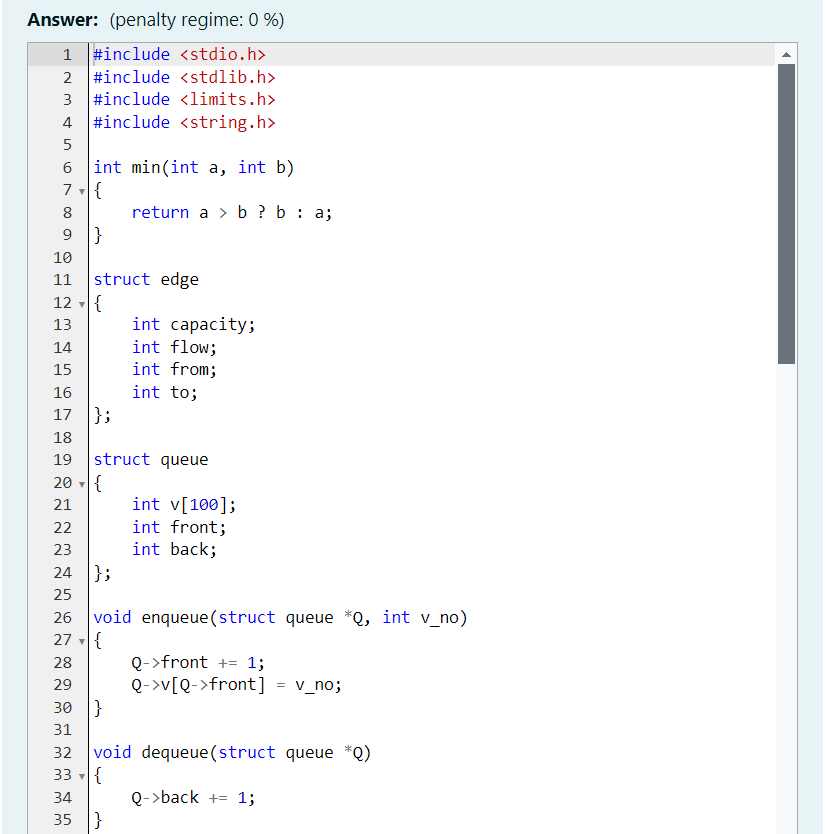 Answer: (penalty regime: 0 %)
1 #include <stdio.h>
2 #include <stdlib.h>
3 #include <limits.h>
4 #include <string.h>
5
6 int min(int a, int b)
7 {
8     return a > b ? b : a;
9 }
10
11 struct edge
12 {
13     int capacity;
14     int flow;
15     int from;
16     int to;
17 };
18
19 struct queue
20 {
21     int v[100];
22     int front;
23     int back;
24 };
25
26 void enqueue(struct queue *Q, int v_no)
27 {
28     Q->front += 1;
29     Q->v[Q->front] = v_no;
30 }
31
32 void dequeue(struct queue *Q)
33 {
34     Q->back += 1;
35 }